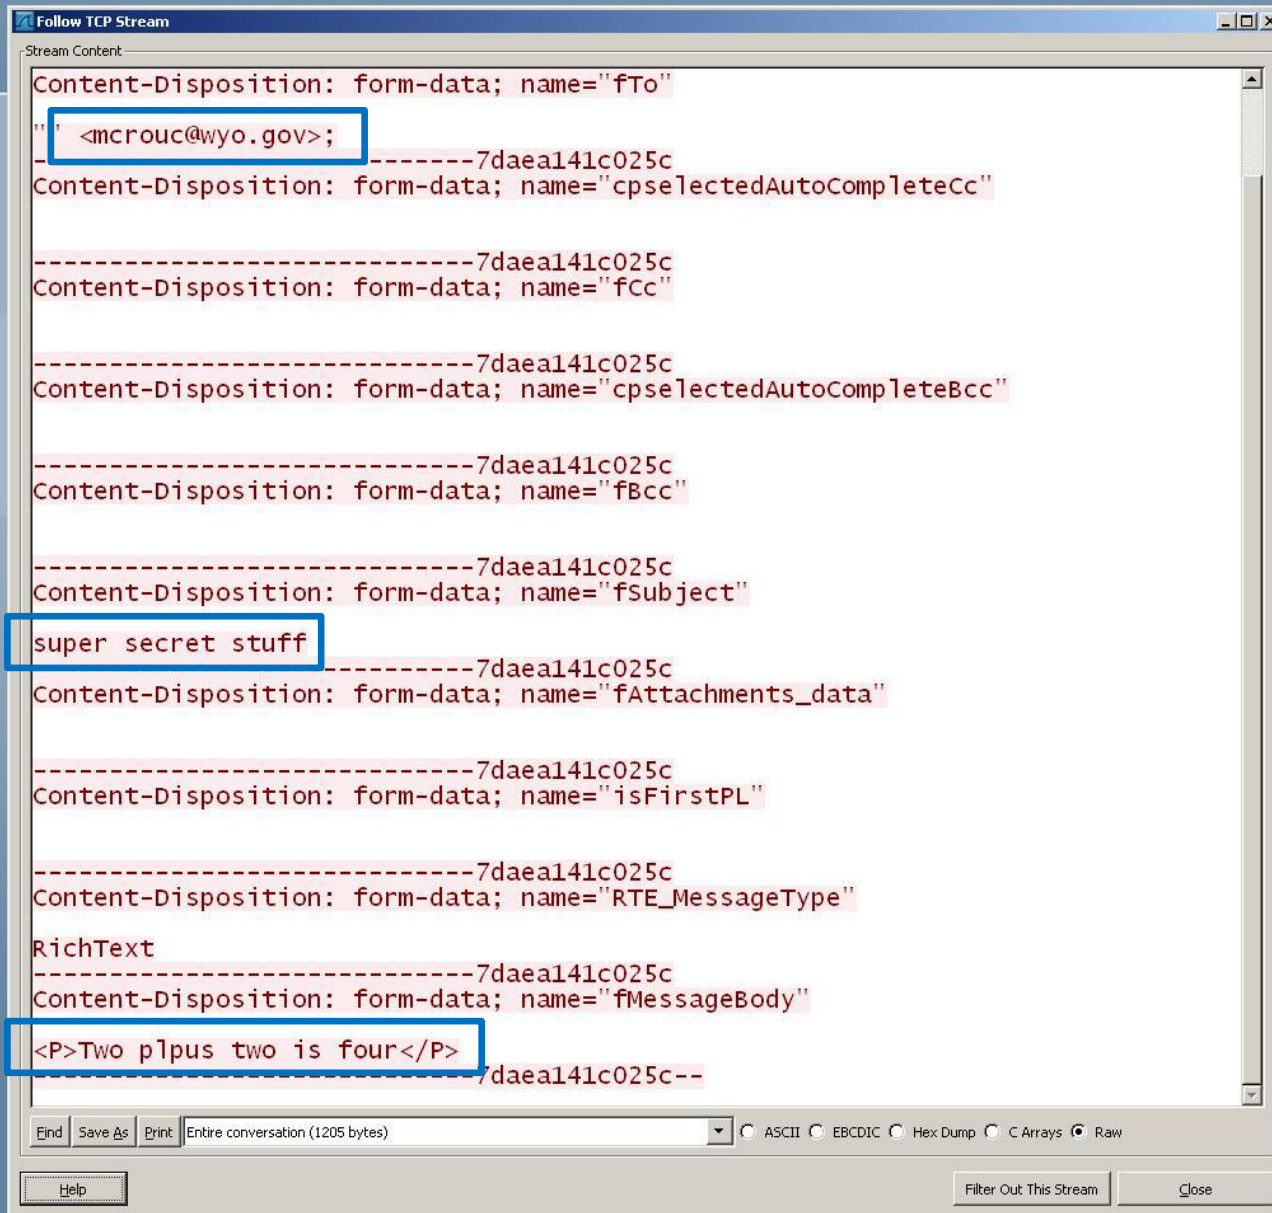 Follow TCP Stream
Stream Content
Content-Disposition: form-data; name="fTo"
"" <mcrouc@wyo.gov>;
-----------------------------7daea141c025c
Content-Disposition: form-data; name="cpselectedAutoCompleteCc"
-----------------------------7daea141c025c
Content-Disposition: form-data; name="fCc"
-----------------------------7daea141c025c
Content-Disposition: form-data; name="cpselectedAutoCompleteBcc"
-----------------------------7daea141c025c
Content-Disposition: form-data; name="fBcc"
-----------------------------7daea141c025c
Content-Disposition: form-data; name="fSubject"
super secret stuff
-----------------------------7daea141c025c
Content-Disposition: form-data; name="fAttachments_data"
-----------------------------7daea141c025c
Content-Disposition: form-data; name="isFirstPL"
-----------------------------7daea141c025c
Content-Disposition: form-data; name="RTE_MessageType"
RichText
-----------------------------7daea141c025c
Content-Disposition: form-data; name="fMessageBody"
<P>Two plpus two is four</P>
-----------------------------7daea141c025c--
Find Save As Print Entire conversation (1205 bytes) ASCII EBCDIC Hex Dump C Arrays Raw
Help Filter Out This Stream Close